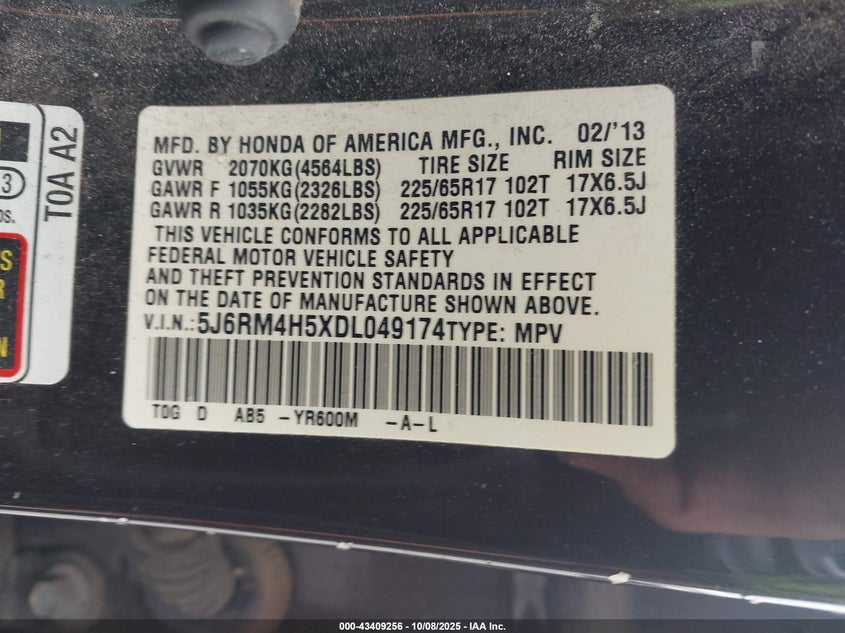 MFD. BY HONDA OF AMERICA MFG., INC. 02/'13
GVWR 2070KG(4564LBS) TIRE SIZE RIM SIZE
GAWR F 1055KG(2326LBS) 225/65R17 102T 17X6.5J
GAWR R 1035KG(2282LBS) 225/65R17 102T 17X6.5J
THIS VEHICLE CONFORMS TO ALL APPLICABLE
FEDERAL MOTOR VEHICLE SAFETY
AND THEFT PREVENTION STANDARDS IN EFFECT
ON THE DATE OF MANUFACTURE SHOWN ABOVE.
V.I.N.:5J6RM4H5XDL049174TYPE: MPV
T0G D AB5 -YR600M -A-L
T0A A2
3
000-43409256 - 10/08/2025 - IAA Inc.